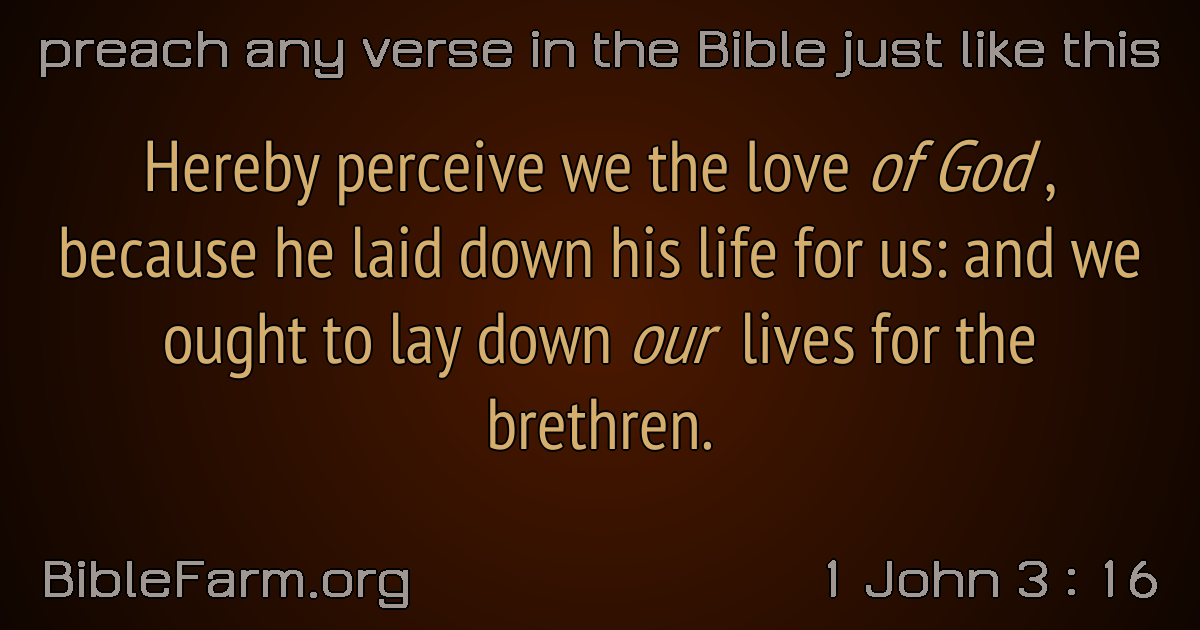 preach any verse in the Bible just like this
Hereby perceive we the love of God ,
because he laid down his life for us: and we
ought to lay down our lives for the
brethren.
BibleFarm.org
1 John 3 : 16